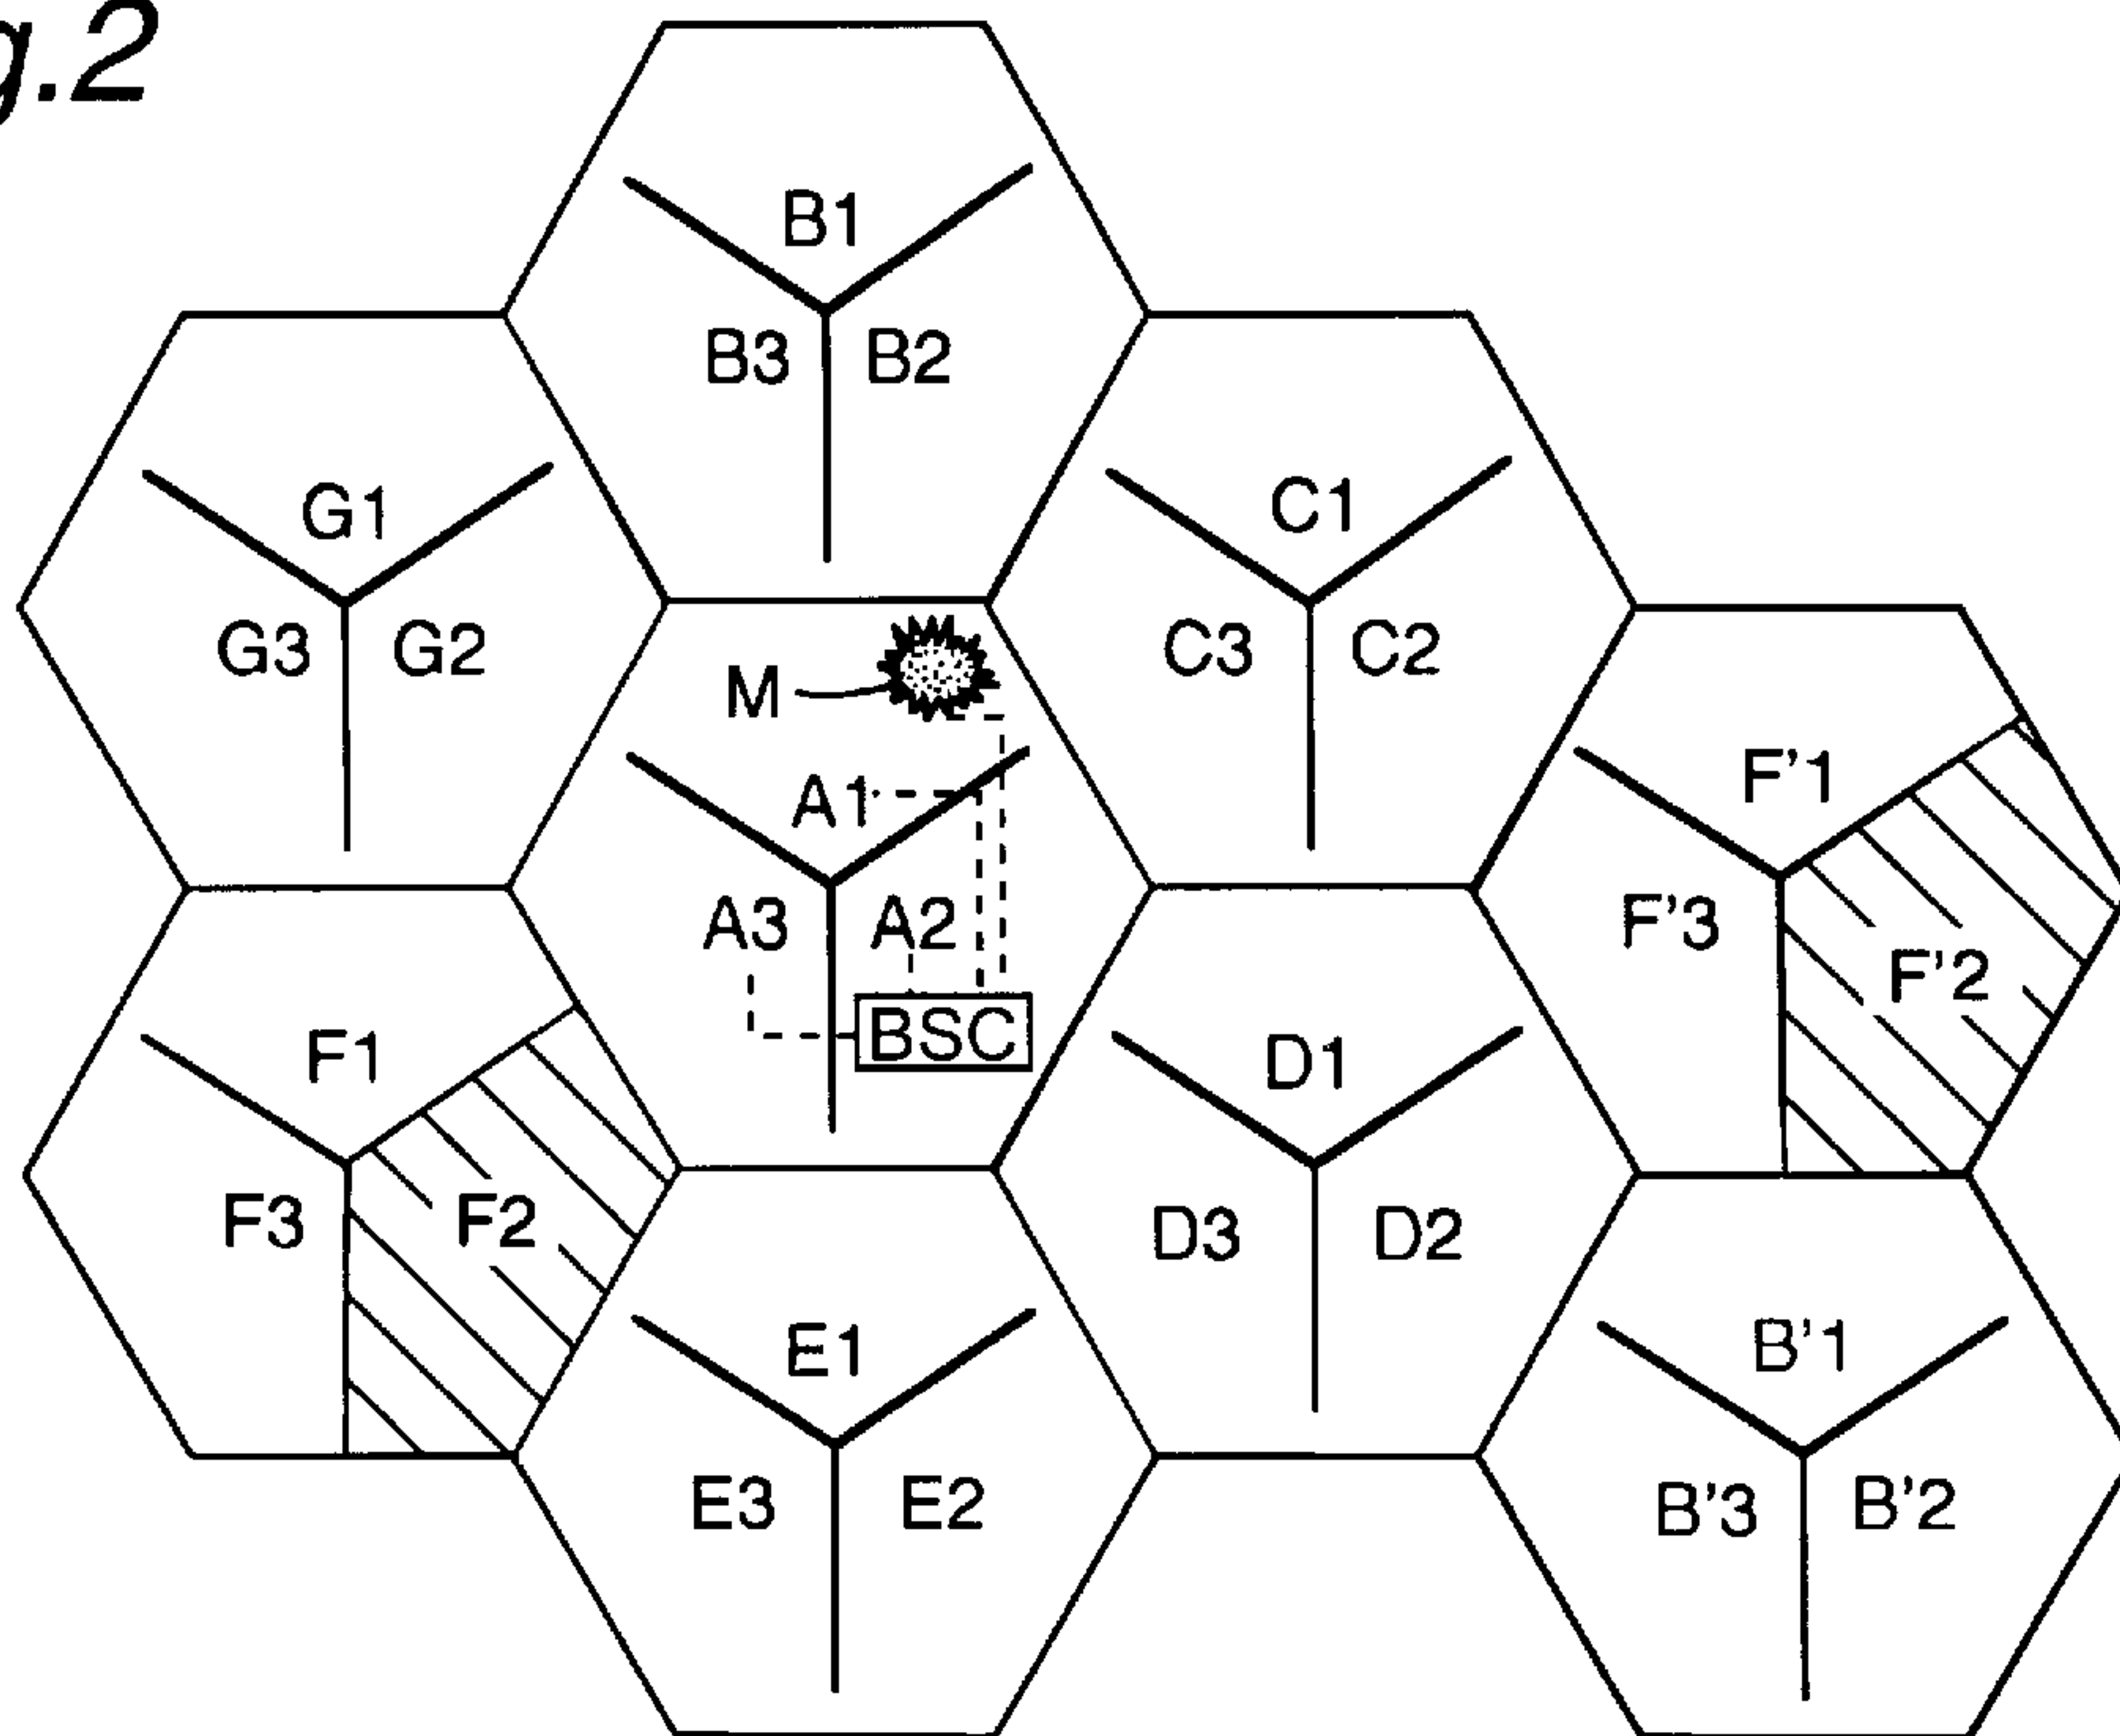 g.2
B1
B3 B2
G1
C1
G3 G2
C3 C2
M
F'1
A1
A3 A2
F'3
F'2
BSC
F1
D1
F3 F2
D3 D2
E1
B'1
E3 E2
B'3 B'2